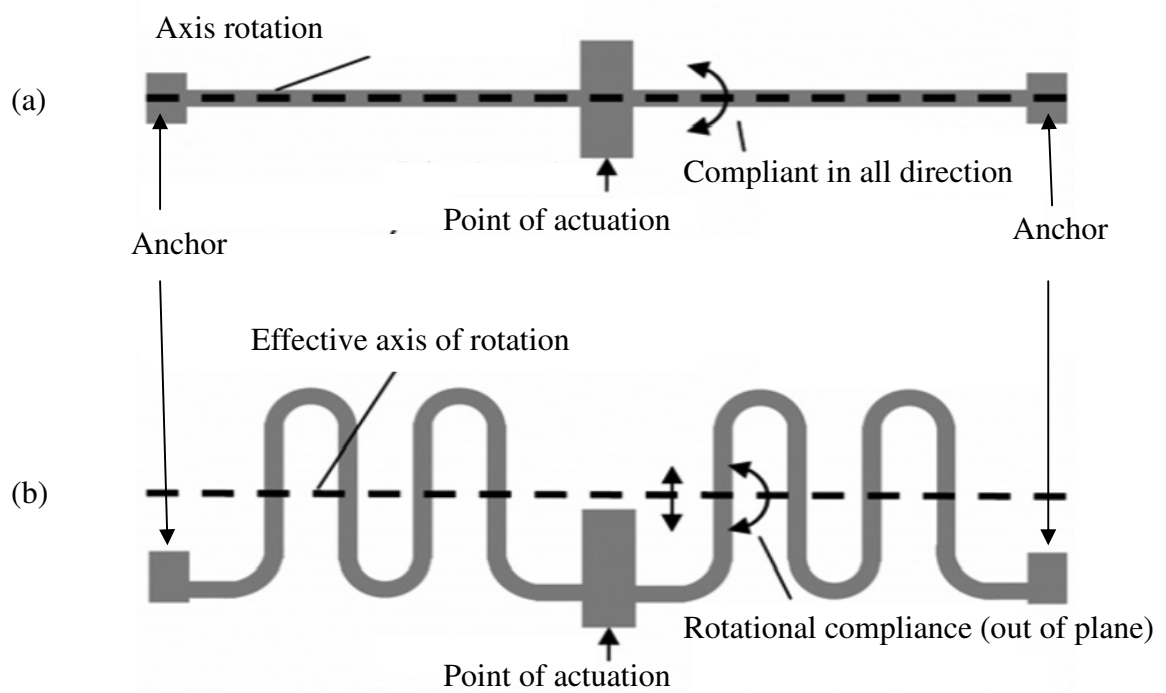 Axis rotation
(a)
Compliant in all direction
Point of actuation
Anchor
Anchor
Effective axis of rotation
(b)
Rotational compliance (out of plane)
Point of actuation